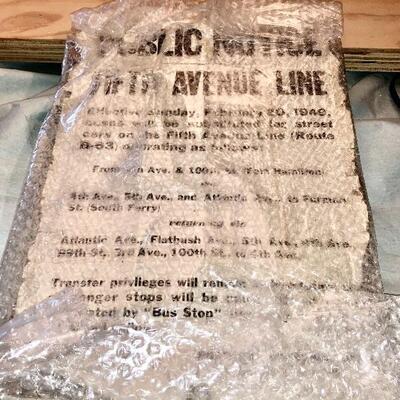 PUBLIC NOTICE
FIFTH AVENUE LINE
Effective Sunday, February 20, 1949,
buses will be substituted for street
cars on the Fifth Avenue Line (Route
B-63) operating as follows:
From Ave. & 100th St. (Fort Hamilton)
4th Ave., 5th Ave., and Atlantic Ave., to Furman
St. (South Ferry)
returning via
Atlantic Ave., Flatbush Ave., 5th Ave., 4th Ave.
St., 3rd Ave., 100th St., to 4th Ave.
Transfer privileges will remain
stops will be
by "Bus Stop"